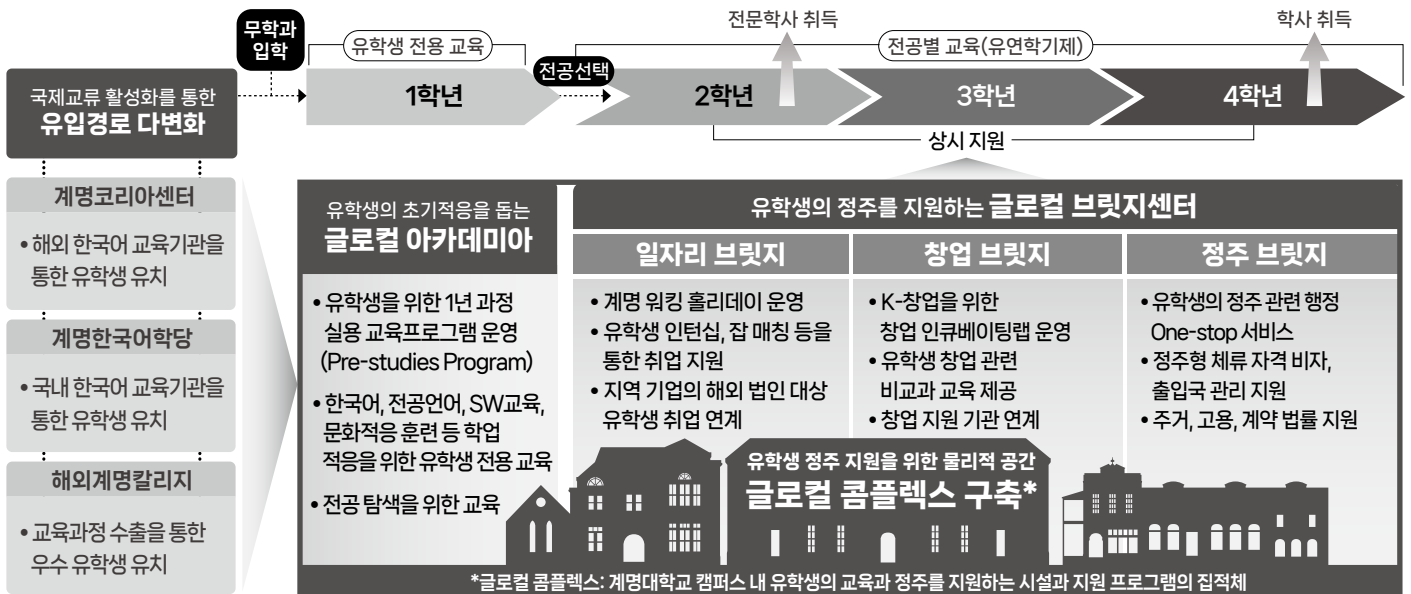 무학과
입학
유학생 전용 교육
전공선택
전문학사 취득
전공별 교육(유연학기제)
학사 취득
1학년
2학년
3학년
4학년
상시 지원
국제교류 활성화를 통한
유입경로 다변화
계명코리아센터
• 해외 한국어 교육기관을
통한 유학생 유치
계명한국어학당
• 국내 한국어 교육기관을
통한 유학생 유치
해외계명칼리지
• 교육과정 수출을 통한
우수 유학생 유치
유학생의 초기적응을 돕는
글로컬 아카데미아
• 유학생을 위한 1년 과정
실용 교육프로그램 운영
(Pre-studies Program)
• 한국어, 전공언어, SW교육,
문화적응 훈련 등 학업
적응을 위한 유학생 전용 교육
• 전공 탐색을 위한 교육
유학생의 정주를 지원하는 글로컬 브릿지센터
일자리 브릿지
• 계명 워킹 홀리데이 운영
• 유학생 인턴십, 잡 매칭 등을
통한 취업 지원
• 지역 기업의 해외 법인 대상
유학생 취업 연계
창업 브릿지
• K-창업을 위한
창업 인큐베이팅랩 운영
• 유학생 창업 관련
비교과 교육 제공
• 창업 지원 기관 연계
정주 브릿지
• 유학생의 정주 관련 행정
One-stop 서비스
• 정주형 체류 자격 비자,
출입국 관리 지원
• 주거, 고용, 계약 법률 지원
유학생 정주 지원을 위한 물리적 공간
글로컬 콤플렉스 구축*
*글로컬 콤플렉스: 계명대학교 캠퍼스 내 유학생의 교육과 정주를 지원하는 시설과 지원 프로그램의 집적체